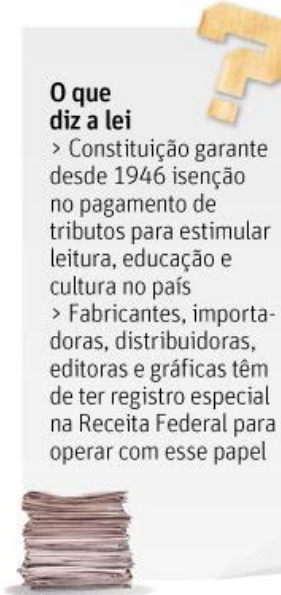 O que
diz a lei
> Constituição garante
desde 1946 isenção
no pagamento de
tributos para estimular
leitura, educação e
cultura no país
> Fabricantes, importa-
doras, distribuidoras,
editoras e gráficas têm
de ter registro especial
na Receita Federal para
operar com esse papel